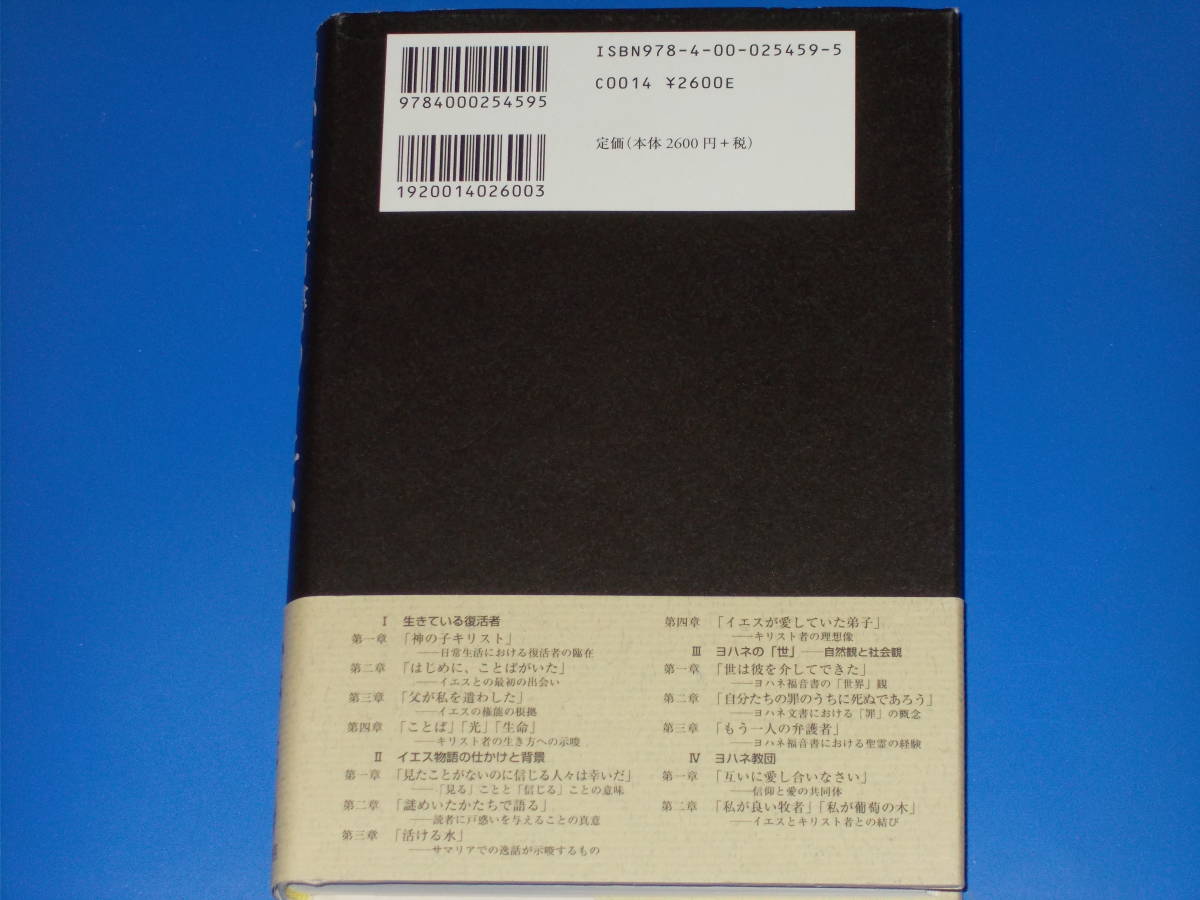 ISBN978-4-00-025459-5
C0014 ¥2600E
9784000254595
定価(本体2600円+税)
1920014026003
Ⅰ 生きている復活者
第一章 「神の子キリスト」
——日常生活における復活者の臨在
第二章 「はじめに、ことばがいた」
——イエスとの最初の出会い
第三章 「父が私を遣わした」
——イエスの権能の根拠
第四章 「ことば」「光」「生命」
——キリスト者の生き方への示唆
Ⅱ イエス物語の仕かけと背景
第一章 「見たことがないのに信じる人々は幸いだ」
——「見る」ことと「信じる」ことの意味
第二章 「謎めいたかたちで語る」
——読者に戸惑いを与えることの真意
第三章 「活ける水」
——サマリアでの逸話が示唆するもの
第四章 「イエスが愛していた弟子」
——キリスト者の理想像
Ⅲ ヨハネの「世」——自然観と社会観
第一章 「世は彼を介してできた」
——ヨハネ福音書の「世界」観
第二章 「自分たちの罪のうちに死ぬであろう」
——ヨハネ文書における「罪」の概念
第三章 「もう一人の弁護者」
——ヨハネ福音書における聖霊の経験
Ⅳ ヨハネ教団
第一章 「互いに愛し合いなさい」
——信仰と愛の共同体
第二章 「私が良い牧者」「私が葡萄の木」
——イエスとキリスト者との結び